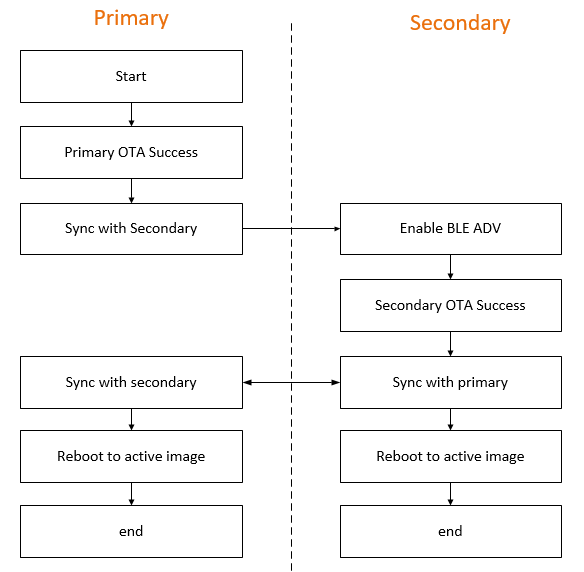 Primary
Secondary
Start
Primary OTA Success
Sync with Secondary
Enable BLE ADV
Secondary OTA Success
Sync with secondary
Sync with primary
Reboot to active image
Reboot to active image
end
end